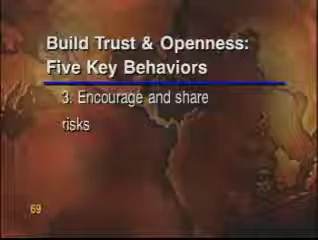 Build Trust & Openness:
Five Key Behaviors
3. Encourage and share
risks
69